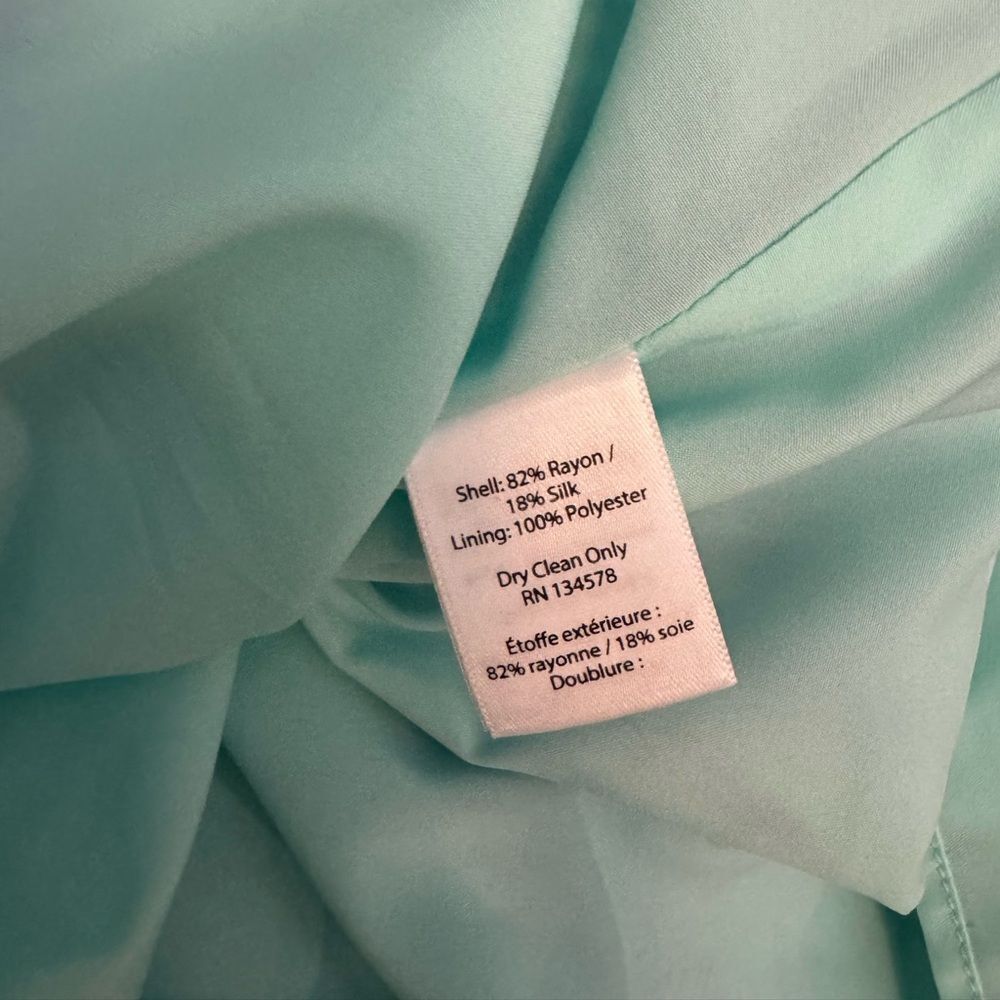 Shell: 82% Rayon /
18% Silk
Lining: 100% Polyester
Dry Clean Only
RN 134578
Étoffe extérieure :
82% rayonne / 18% soie
Doublure :